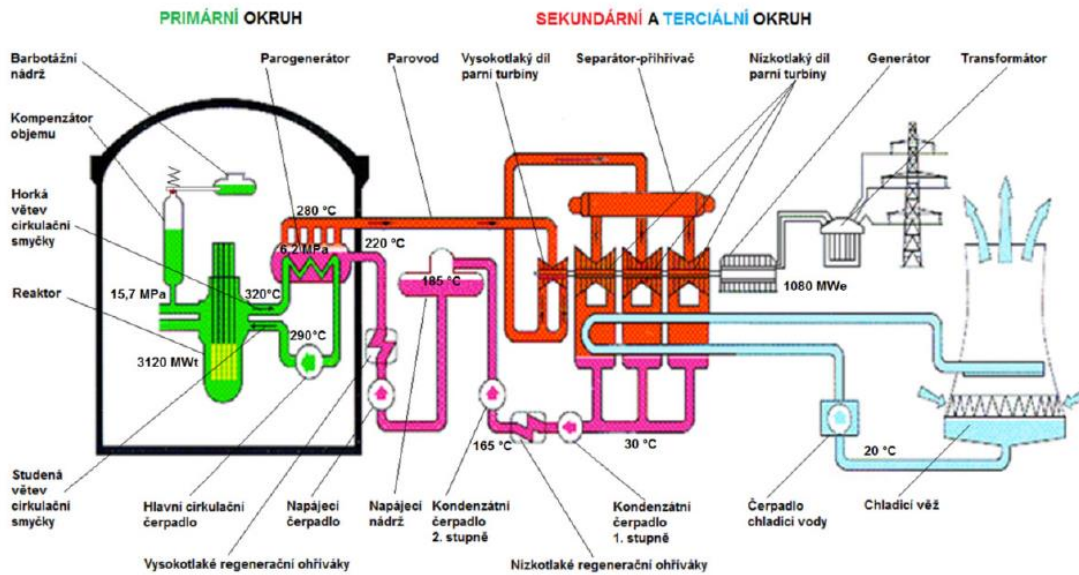 PRIMÁRNÍ OKRUH
SEKUNDÁRNÍ A TERCIÁLNÍ OKRUH
Barbotážní
nádrž
Parogenerátor
Parovod
Vysokotlaký díl
parní turbíny
Separátor-přihřívač
Nízkotlaký díl
parní turbíny
Generátor
Transformátor
Kompenzátor
objemu
Horká
větev
cirkulační
smyčky
280 °C
6,2 MPa
220 °C
185 °C
Reaktor
15,7 MPa
320°C
290°C
1080 MWe
3120 MWt
165 °C
30 °C
20 °C
Studená
větev
cirkulační
smyčky
Hlavní cirkulační
čerpadlo
Napájecí
čerpadlo
Napájecí
nádrž
Kondenzátní
čerpadlo
2. stupně
Kondenzátní
čerpadlo
1. stupně
Čerpadlo
chladicí vody
Chladicí věž
Vysokotlaké regenerační ohříváky
Nízkotlaké regenerační ohříváky